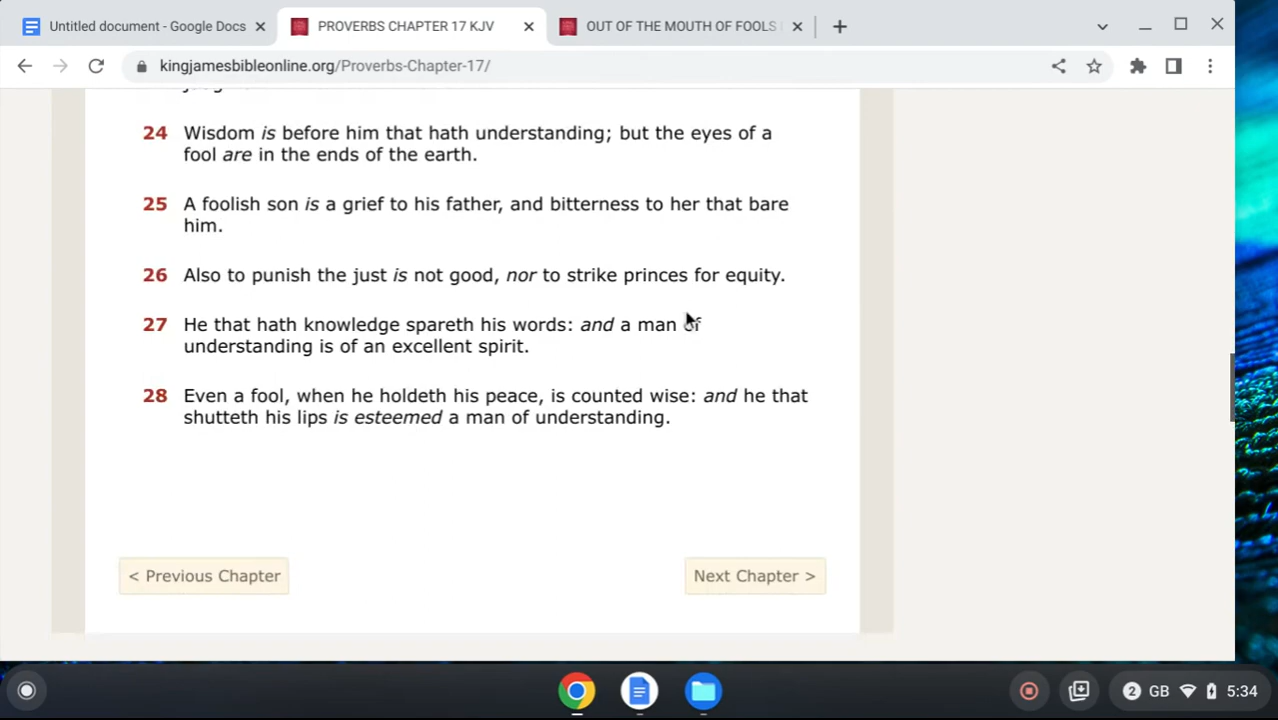 Untitled document - Google Docs
PROVERBS CHAPTER 17 KJV
OUT OF THE MOUTH OF FOOLS
kingjamesbibleonline.org/Proverbs-Chapter-17/
24 Wisdom is before him that hath understanding; but the eyes of a
fool are in the ends of the earth.
25 A foolish son is a grief to his father, and bitterness to her that bare
him.
26 Also to punish the just is not good, nor to strike princes for equity.
27 He that hath knowledge spareth his words: and a man of
understanding is of an excellent spirit.
28 Even a fool, when he holdeth his peace, is counted wise: and he that
shutteth his lips is esteemed a man of understanding.
< Previous Chapter
Next Chapter >
2 GB 5:34